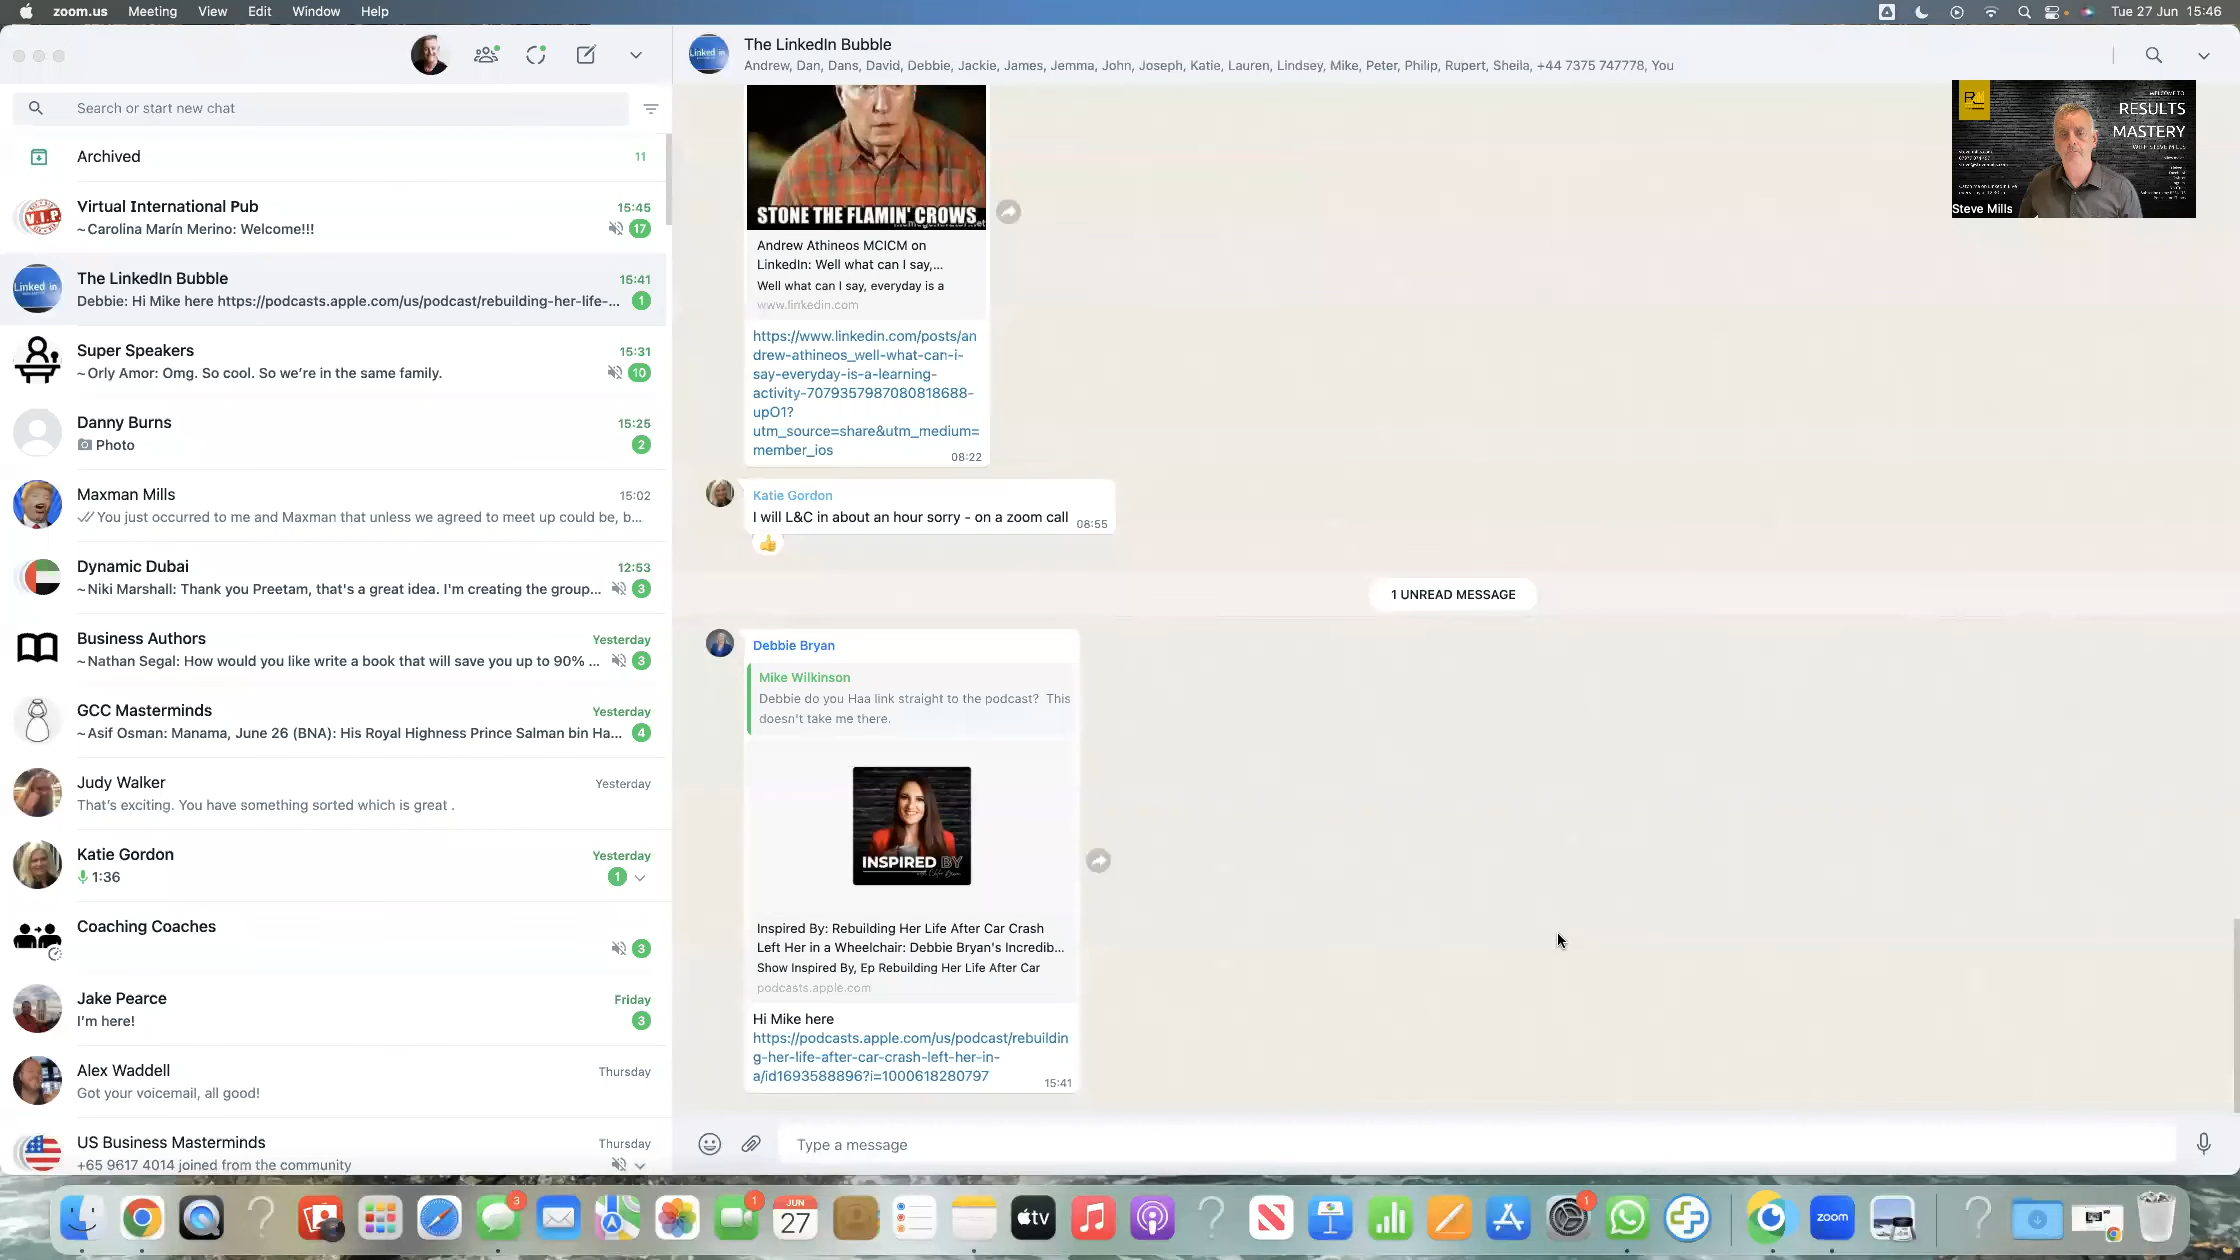 zoom.us Meeting View Edit Window Help
Tue 27 Jun 15:46
Search or start new chat
Archived 11
Virtual International Pub 15:45
~Carolina Marín Merino: Welcome!!! 17
The LinkedIn Bubble 15:41
Debbie: Hi Mike here https://podcasts.apple.com/us/podcast/rebuilding-her-life-... 1
Super Speakers 15:31
~Orly Amor: Omg. So cool. So we’re in the same family. 10
Danny Burns 15:25
Photo 2
Maxman Mills 15:02
You just occurred to me and Maxman that unless we agreed to meet up could be, b...
Dynamic Dubai 12:53
~Niki Marshall: Thank you Preetam, that's a great idea. I'm creating the group... 3
Business Authors Yesterday
~Nathan Segal: How would you like write a book that will save you up to 90% ... 3
GCC Masterminds Yesterday
~Asif Osman: Manama, June 26 (BNA): His Royal Highness Prince Salman bin Ha... 4
Judy Walker Yesterday
That’s exciting. You have something sorted which is great .
Katie Gordon Yesterday
1:36 1
Coaching Coaches
3
Jake Pearce Friday
I’m here! 3
Alex Waddell Thursday
Got your voicemail, all good!
US Business Masterminds Thursday
+65 9617 4014 joined from the community
Linked in
The LinkedIn Bubble
Andrew, Dan, Dans, David, Debbie, Jackie, James, Jemma, John, Joseph, Katie, Lauren, Lindsey, Mike, Peter, Philip, Rupert, Sheila, +44 7375 747778, You
STONE THE FLAMIN' CROWS
Andrew Athineos MCICM on
LinkedIn: Well what can I say,...
Well what can I say, everyday is a
www.linkedin.com
https://www.linkedin.com/posts/an
drew-athineos_well-what-can-i-
say-everyday-is-a-learning-
activity-7079357987080818688-
upO1?
utm_source=share&utm_medium=
member_ios
08:22
Katie Gordon
I will L&C in about an hour sorry - on a zoom call 08:55
1 UNREAD MESSAGE
Debbie Bryan
Mike Wilkinson
Debbie do you Haa link straight to the podcast? This
doesn't take me there.
INSPIRED BY
Inspired By: Rebuilding Her Life After Car Crash
Left Her in a Wheelchair: Debbie Bryan's Incredib...
Show Inspired By, Ep Rebuilding Her Life After Car
podcasts.apple.com
Hi Mike here
https://podcasts.apple.com/us/podcast/rebuildin
g-her-life-after-car-crash-left-her-in-
a/id1693588896?i=1000618280797
15:41
Type a message
WELCOME TO
RESULTS
MASTERY
WITH STEVE MILLS
Steve Mills
V.I.P
Linked in
3
1
JUN
27
tv
1
zoom